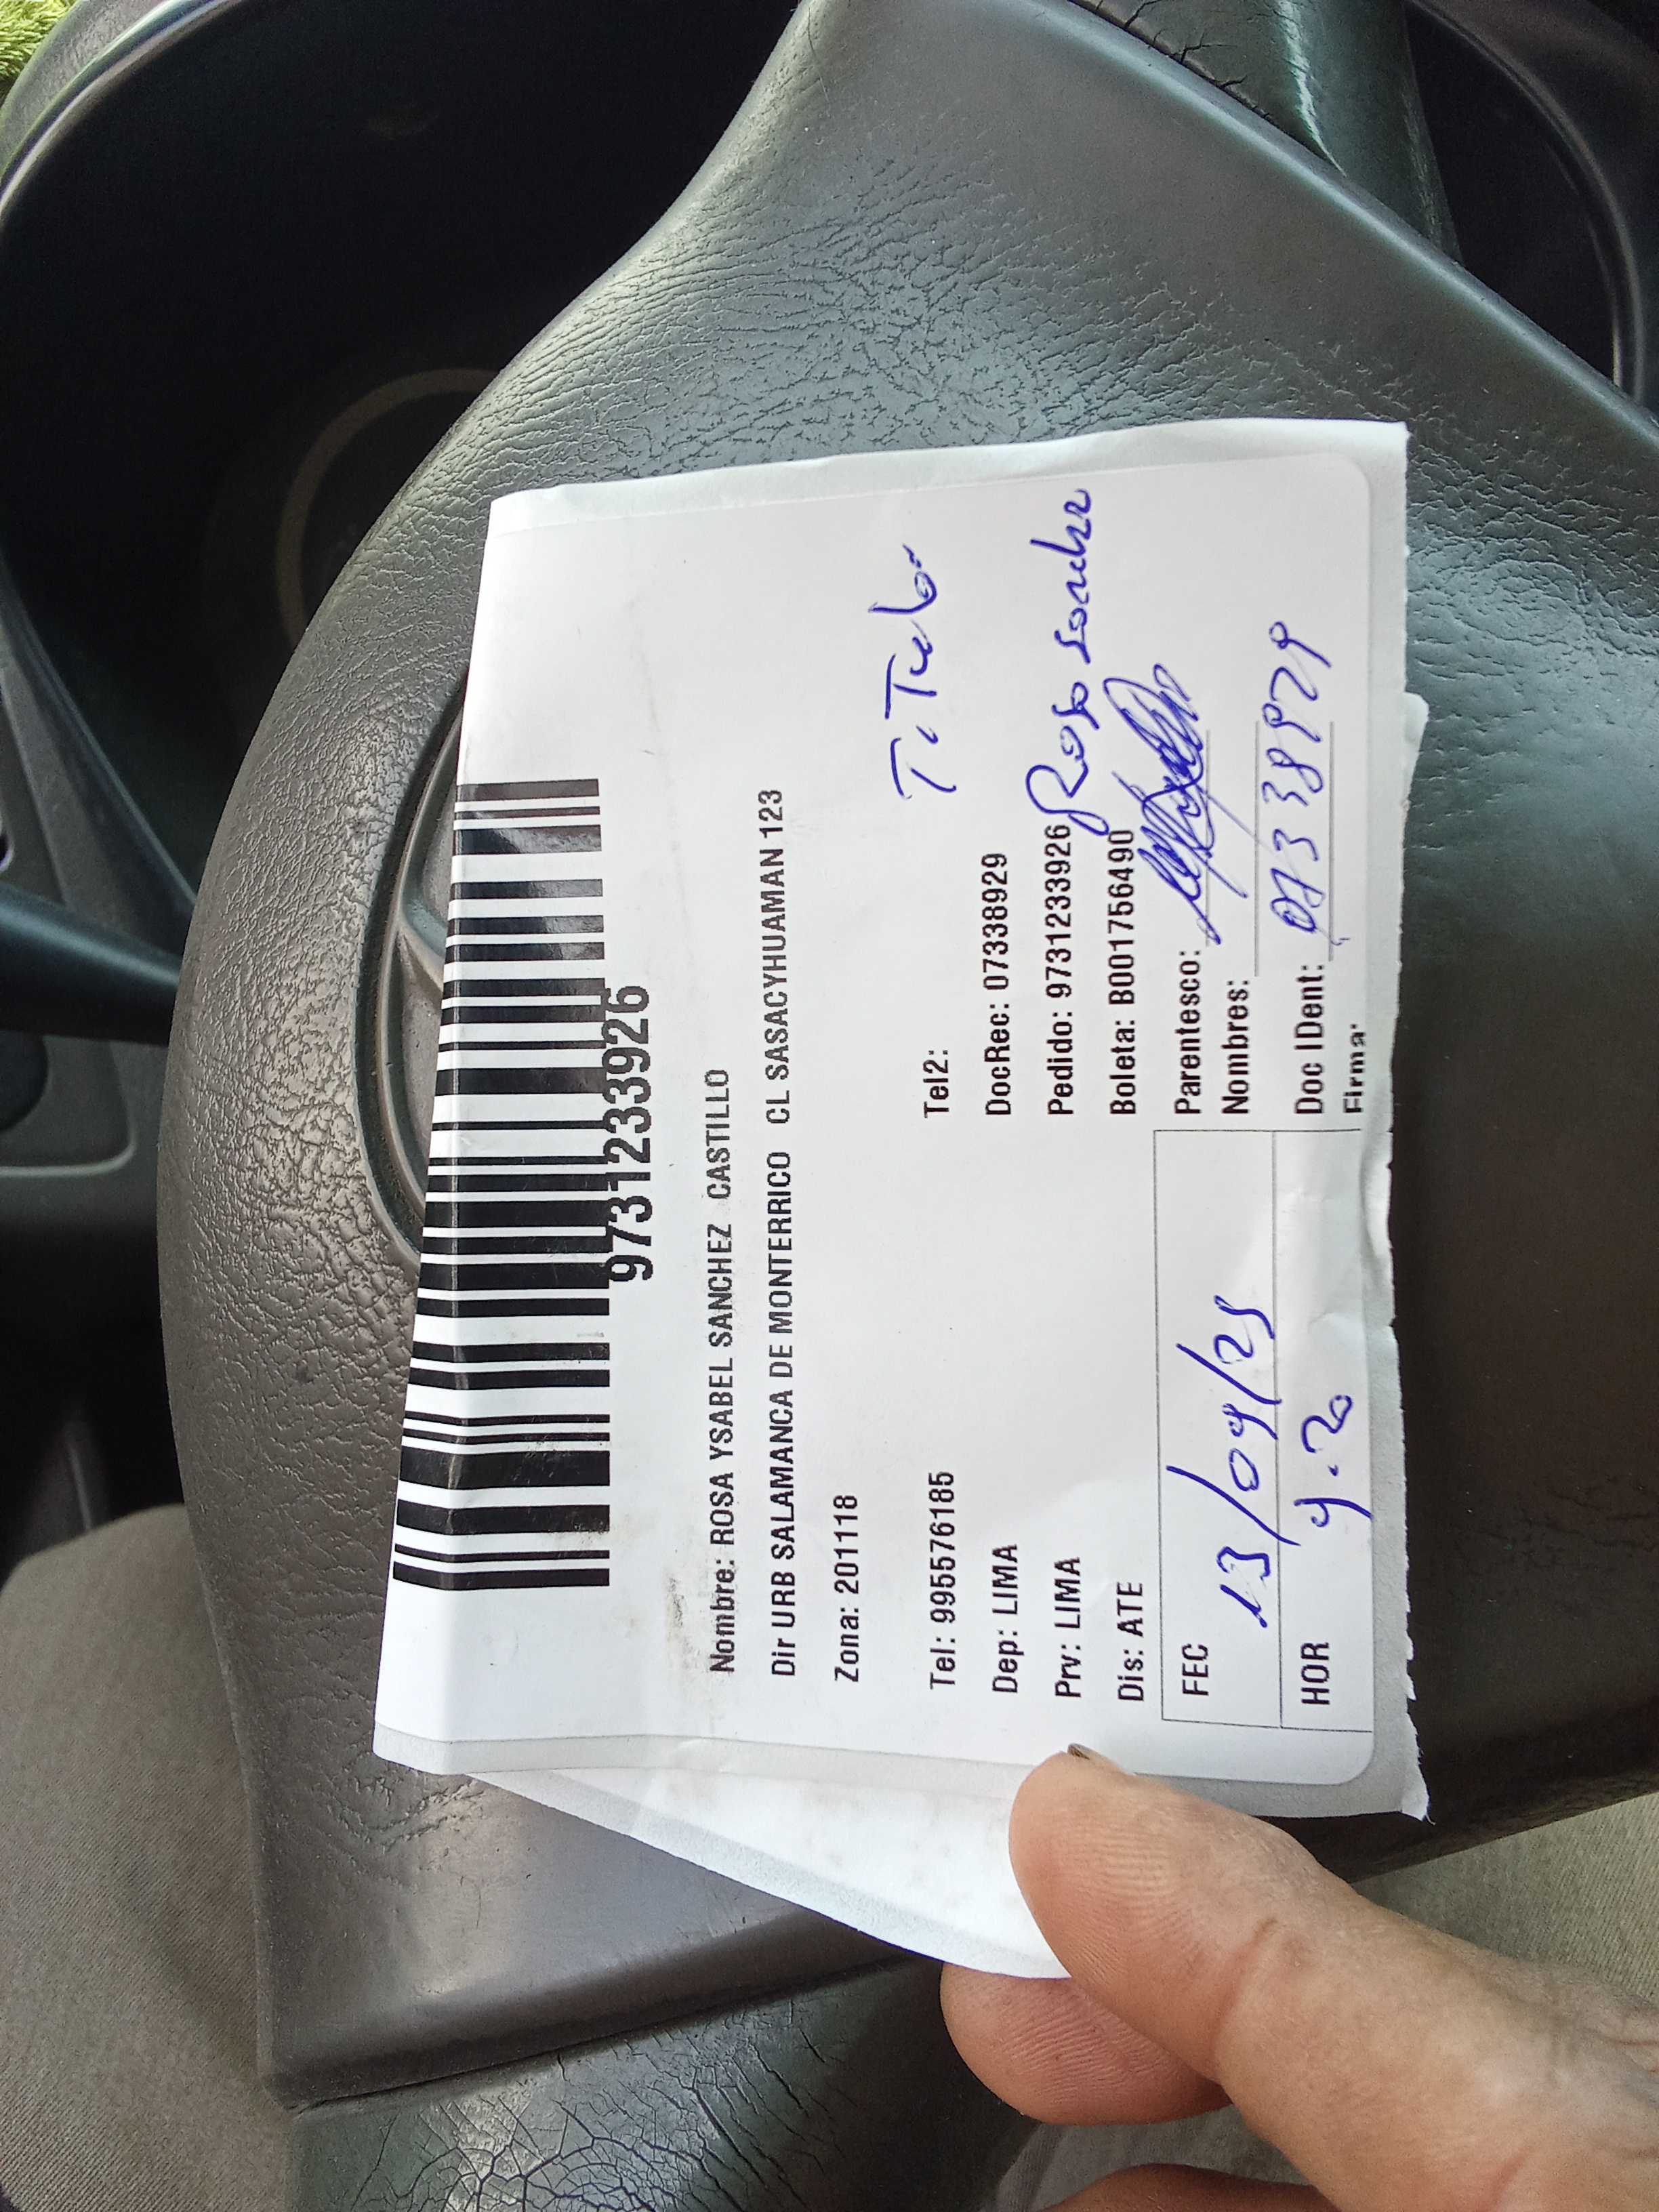 9731233926
Nombre: ROSA YSABEL SANCHEZ CASTILLO
Dir URB SALAMANCA DE MONTERRICO CL SASACYHUAMAN 123
Zona: 201118
Titular
Tel: 995576185 Tel2:
Dep: LIMA DocRec: 07338929
Prv: LIMA Pedido: 9731233926 Rosa Sanchez
Dis: ATE Boleta: B001756490
FEC 13/09/25
Parentesco:
Nombres:
HOR 9.20
Doc IDent: 07338929
Firma: